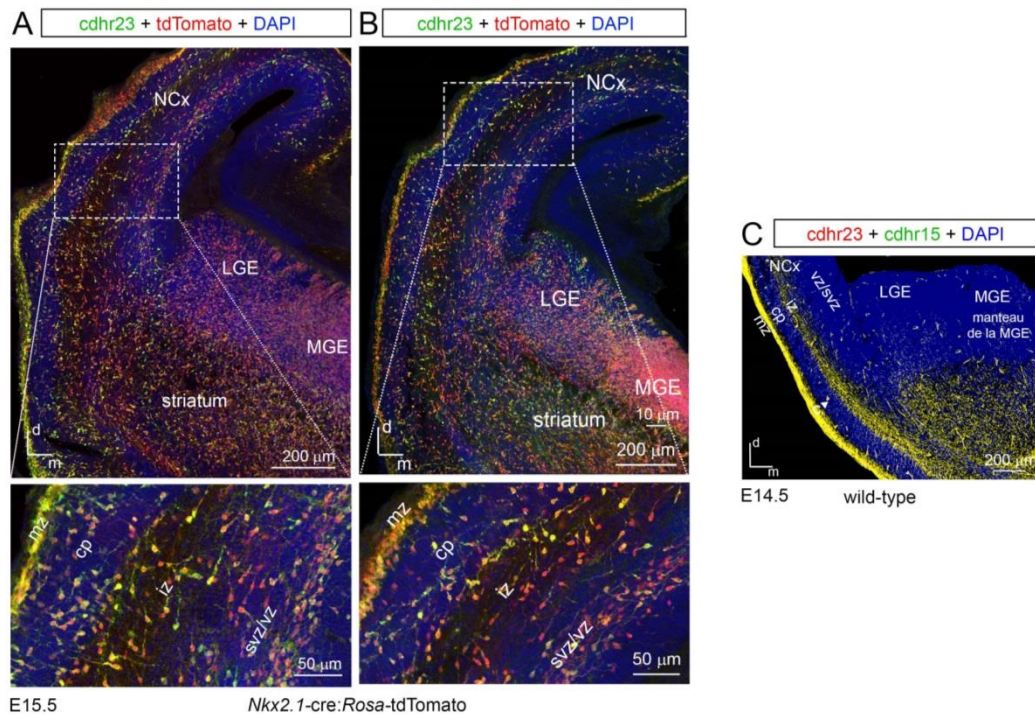 A
cdhr23 + tdTomato + DAPI
NCx
LGE
MGE
striatum
d
m
200 µm
mz
cp
iz
svz/vz
50 µm
B
cdhr23 + tdTomato + DAPI
NCx
LGE
MGE
10 µm
striatum
d
m
200 µm
mz
cp
iz
svz/vz
50 µm
E15.5
Nkx2.1-cre:Rosa-tdTomato
C
cdhr23 + cdhr15 + DAPI
NCx
vz/svz
LGE
MGE
manteau
de la MGE
iz
cp
mz
d
m
200 µm
E14.5
wild-type